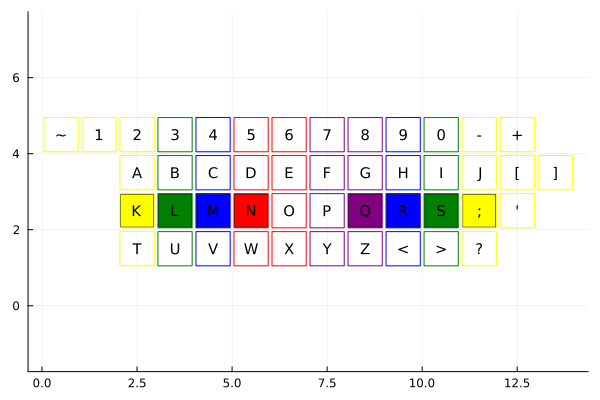 6
~ 1 2 3 4 5 6 7 8 9 0 - +
4
A B C D E F G H I J [ ]
K L M N O P Q R S ; '
2
T U V W X Y Z < > ?
0
0.0 2.5 5.0 7.5 10.0 12.5